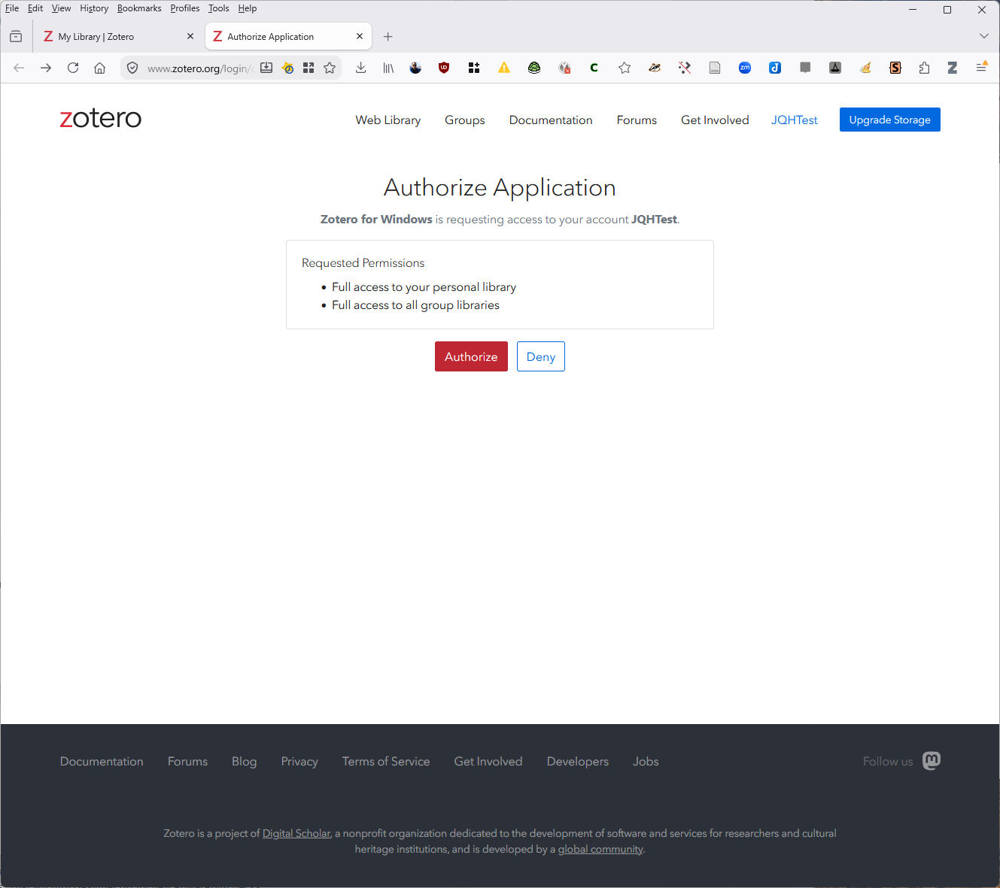 File Edit View History Bookmarks Profiles Tools Help
My Library | Zotero
Authorize Application
www.zotero.org/login/
zotero
Web Library Groups Documentation Forums Get Involved JQHTest Upgrade Storage
Authorize Application
Zotero for Windows is requesting access to your account JQHTest.
Requested Permissions
• Full access to your personal library
• Full access to all group libraries
Authorize Deny
Documentation Forums Blog Privacy Terms of Service Get Involved Developers Jobs Follow us
Zotero is a project of Digital Scholar, a nonprofit organization dedicated to the development of software and services for researchers and cultural
heritage institutions, and is developed by a global community.